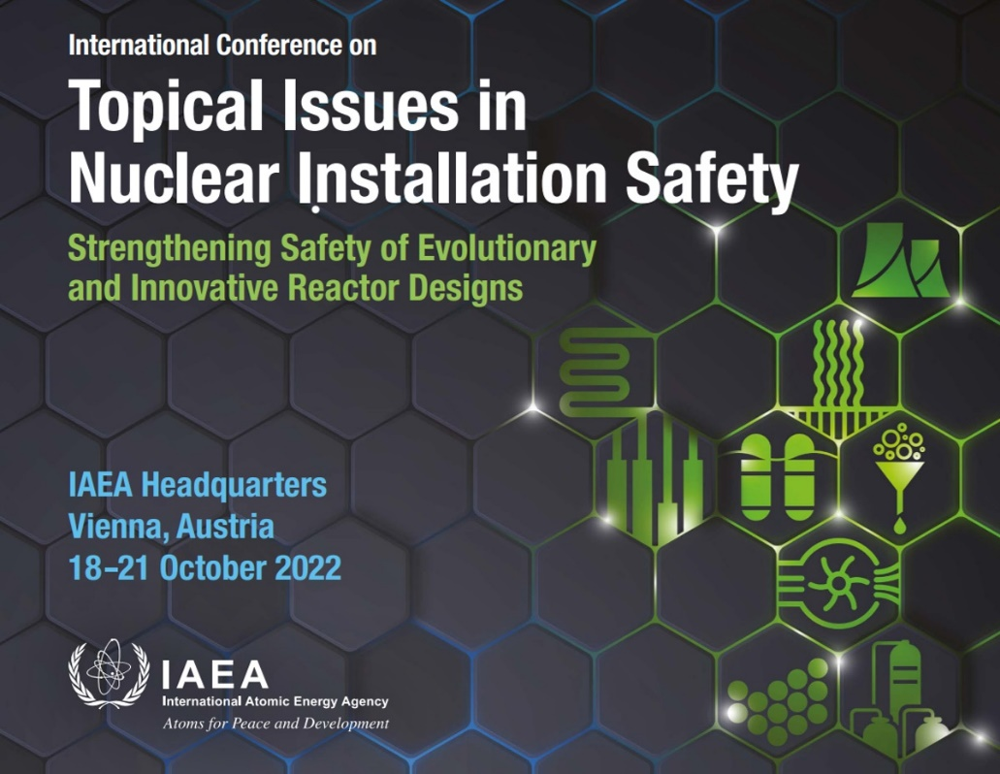 International Conference on
Topical Issues in
Nuclear Installation Safety
Strengthening Safety of Evolutionary
and Innovative Reactor Designs
IAEA Headquarters
Vienna, Austria
18–21 October 2022
IAEA
International Atomic Energy Agency
Atoms for Peace and Development